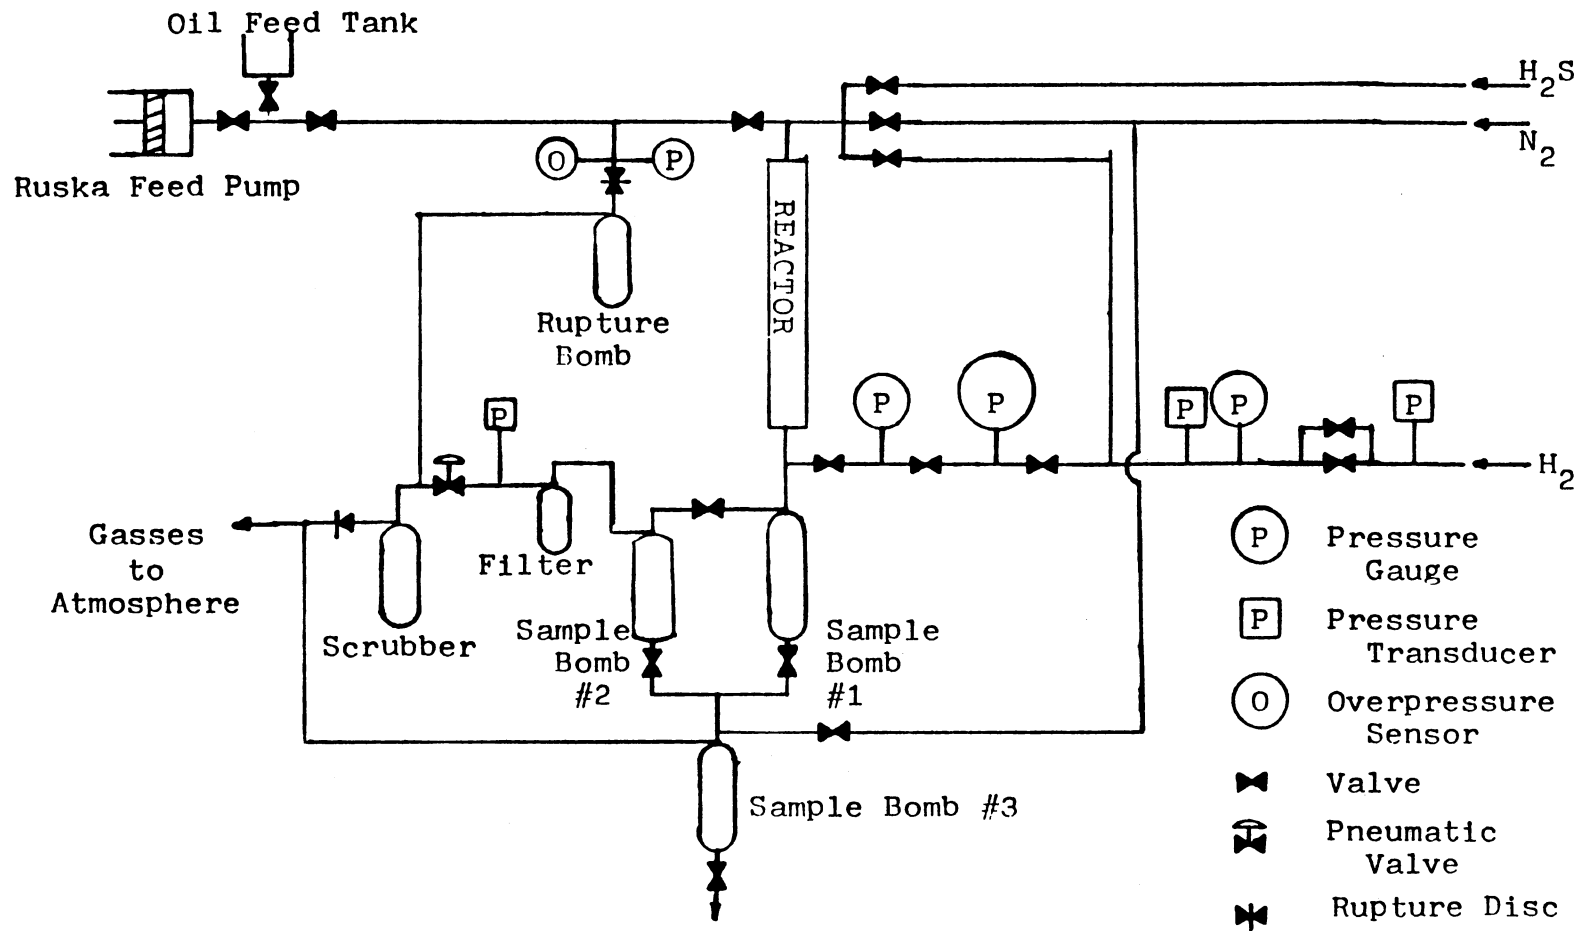 Oil Feed Tank
H2S
N2
O
P
Ruska Feed Pump
REACTOR
Rupture
Bomb
P
P
P
P
P
P
H2
Gasses
to
Atmosphere
Filter
Scrubber
Sample
Bomb
#2
Sample
Bomb
#1
Sample Bomb #3
P Pressure
Gauge
P Pressure
Transducer
O Overpressure
Sensor
Valve
Pneumatic
Valve
Rupture Disc